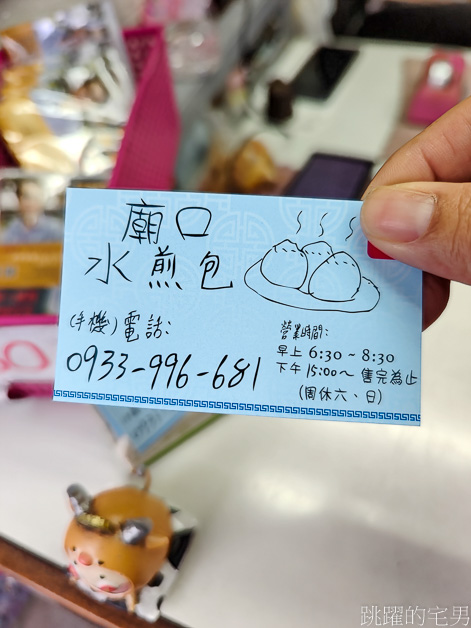 廟口
水煎包
(手機)電話:
0933-996-681
營業時間:
早上 6:30~8:30
下午 15:00~ 售完為止
(周休六、日)
跳躍的宅男